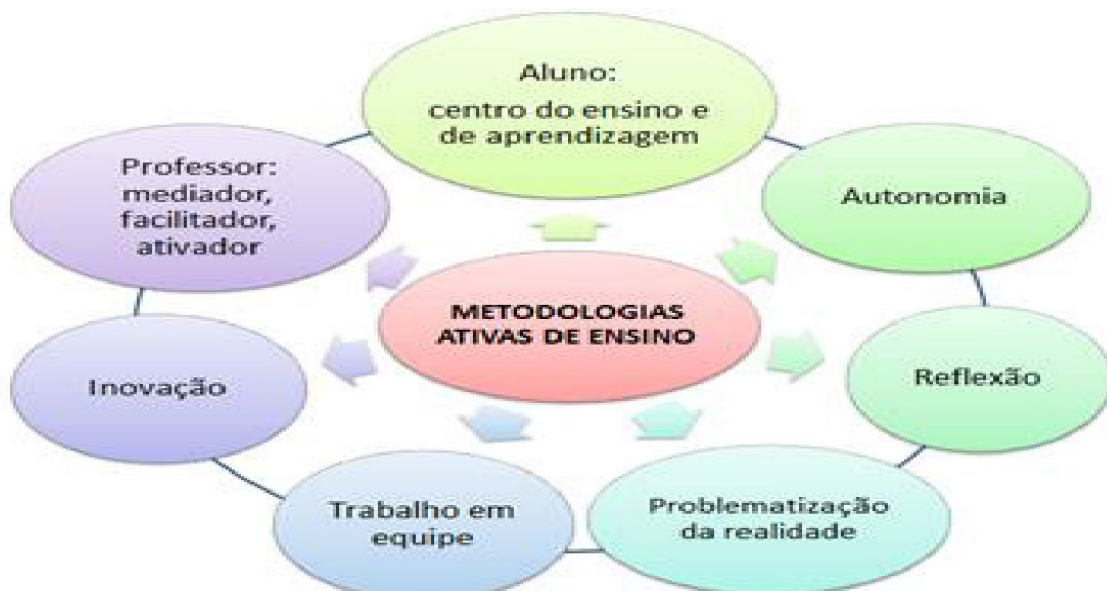 Aluno:
centro do ensino e
de aprendizagem
Autonomia
Reflexão
Problematização
da realidade
Trabalho em
equipe
Inovação
Professor:
mediador,
facilitador,
ativador
METODOLOGIAS
ATIVAS DE ENSINO